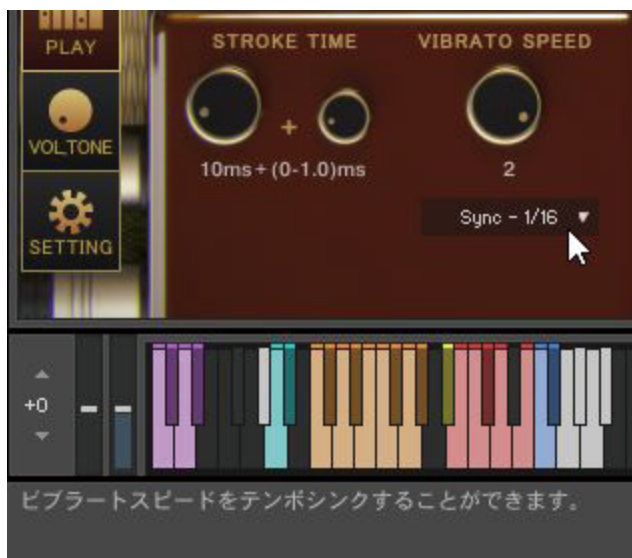 PLAY
STROKE TIME
VIBRATO SPEED
VOL,TONE
+
10ms+(0-1.0)ms
2
Sync - 1/16 ▼
SETTING
+0
ビブラートスピードをテンポシンクすることができます。